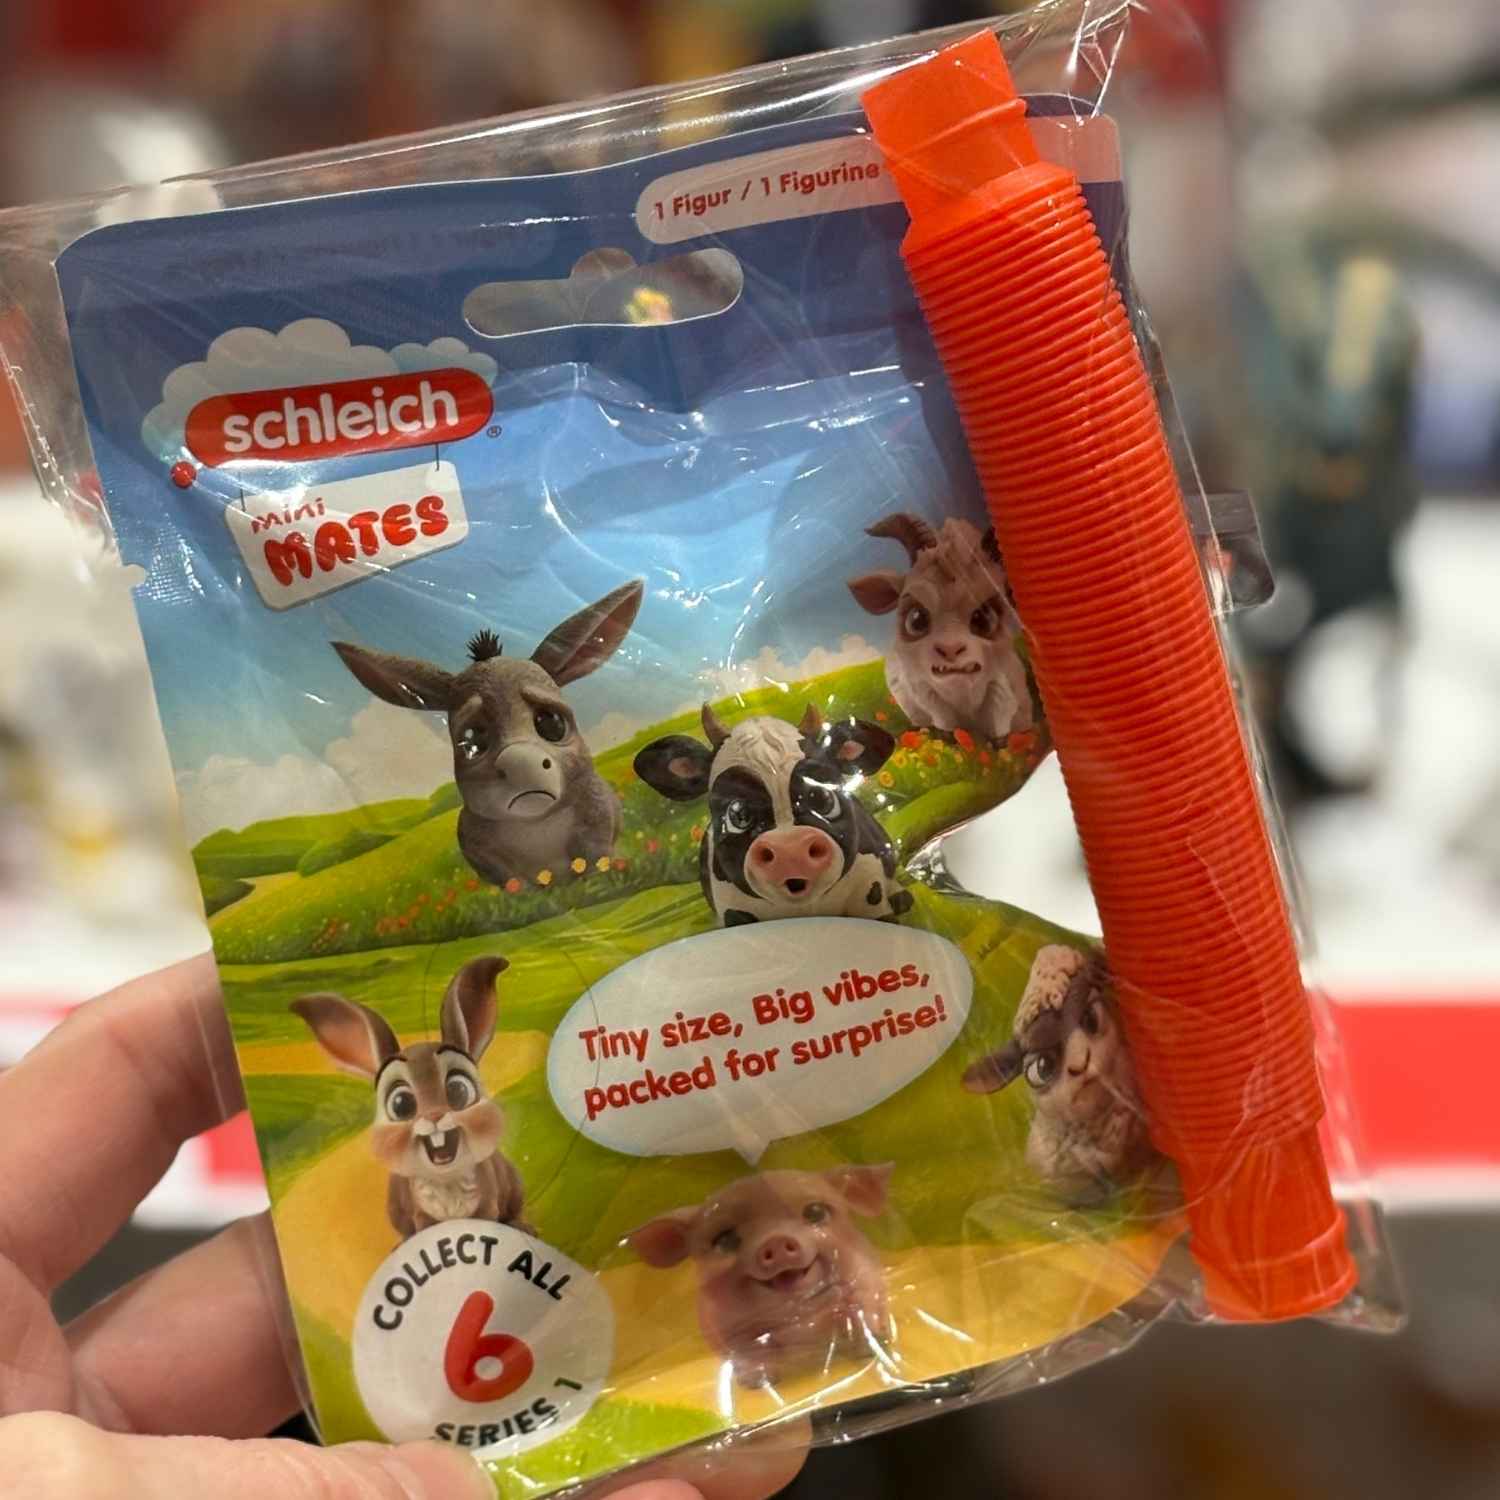 1 Figur / 1 Figurine
schleich®
mini
MATES
Tiny size, Big vibes,
packed for surprise!
COLLECT ALL
6
SERIES 1